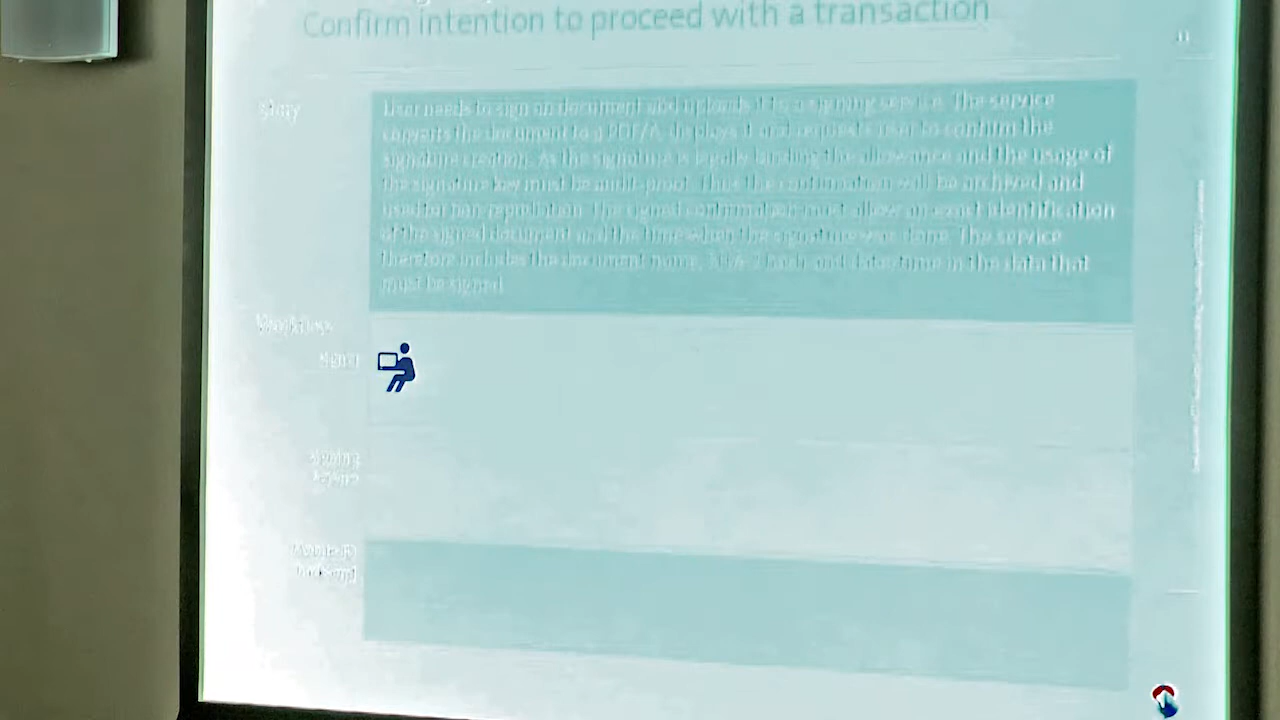 Confirm intention to proceed with a transaction
11
Story
User needs to sign an document and uploads it to a signing service. The service
converts the document to a PDF/A, displays it and requests user to confirm the
signature creation. As the signature is legally binding the allowance and the usage of
the signature key must be audit-proof. Thus the confirmation will be archived and
used for non-repudiation. The signed confirmation must allow an exact identification
of the signed document and the time when the signature was done. The service
therefore includes the document name, SHA-2 hash and date/time in the data that
must be signed
Workflow
Signer
Signing
Mobile ID